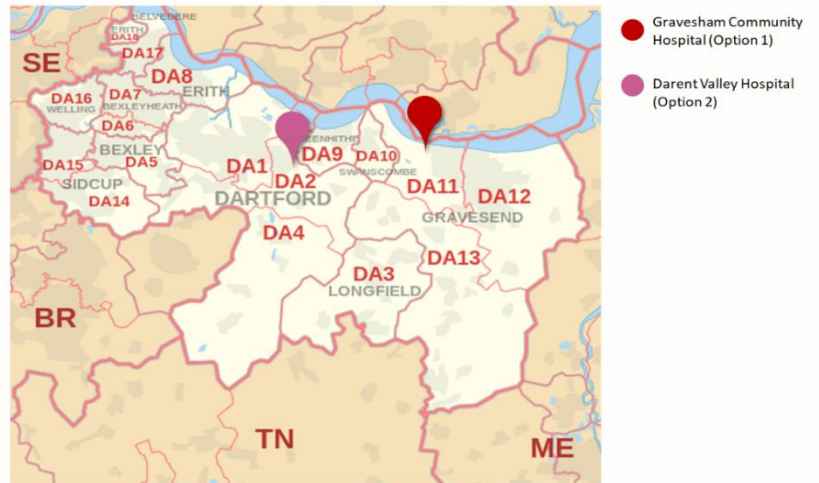 BELVEDERE
ERITH
DA18
DA17
SE
DA8
ERITH
DA16
WELLING
DA7
BEXLEYHEATH
DA6
BEXLEY
DA15
DA5
SIDCUP
DA14
DA1
DA2
DARTFORD
EENHITHE
DA9
DA10
SWANSCOMBE
DA11
DA12
GRAVESEND
DA4
DA13
DA3
LONGFIELD
BR
TN
ME
Gravesham Community
Hospital (Option 1)
Darent Valley Hospital
(Option 2)